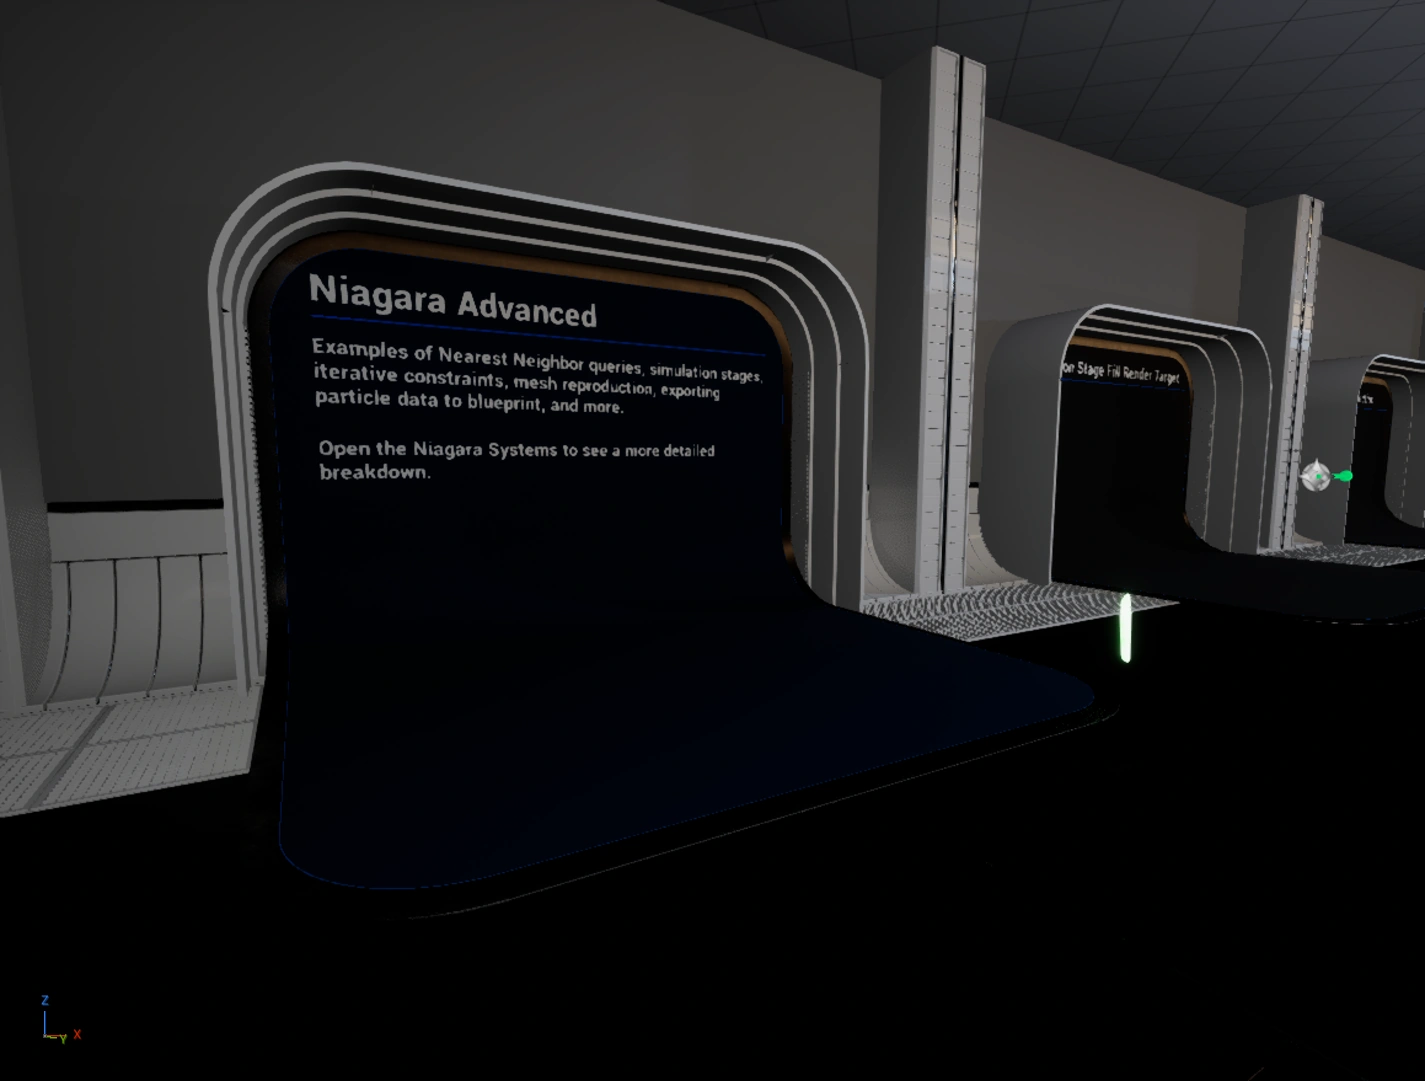 Niagara Advanced
Examples of Nearest Neighbor queries, simulation stages,
iterative constraints, mesh reproduction, exporting
particle data to blueprint, and more.
Open the Niagara Systems to see a more detailed
breakdown.
Stage Fill Render Target
Z
Y
X